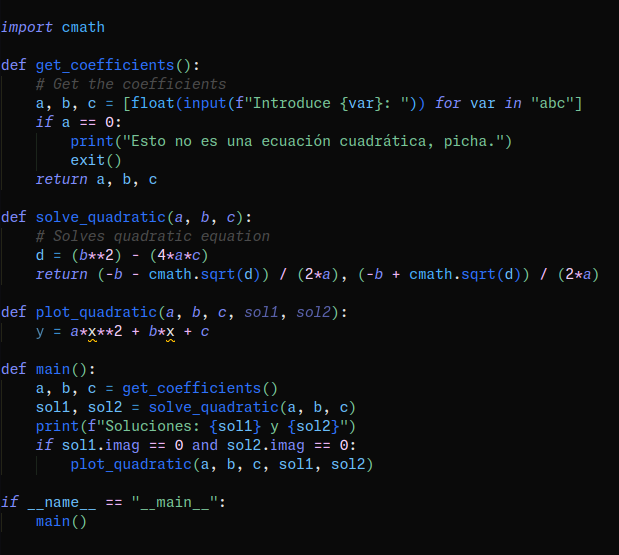 import cmath

def get_coefficients():
    # Get the coefficients
    a, b, c = [float(input(f"Introduce {var}: ")) for var in "abc"]
    if a == 0:
        print("Esto no es una ecuación cuadrática, picha.")
        exit()
    return a, b, c

def solve_quadratic(a, b, c):
    # Solves quadratic equation
    d = (b**2) - (4*a*c)
    return (-b - cmath.sqrt(d)) / (2*a), (-b + cmath.sqrt(d)) / (2*a)

def plot_quadratic(a, b, c, sol1, sol2):
    y = a*x**2 + b*x + c

def main():
    a, b, c = get_coefficients()
    sol1, sol2 = solve_quadratic(a, b, c)
    print(f"Soluciones: {sol1} y {sol2}")
    if sol1.imag == 0 and sol2.imag == 0:
        plot_quadratic(a, b, c, sol1, sol2)

if __name__ == "__main__":
    main()